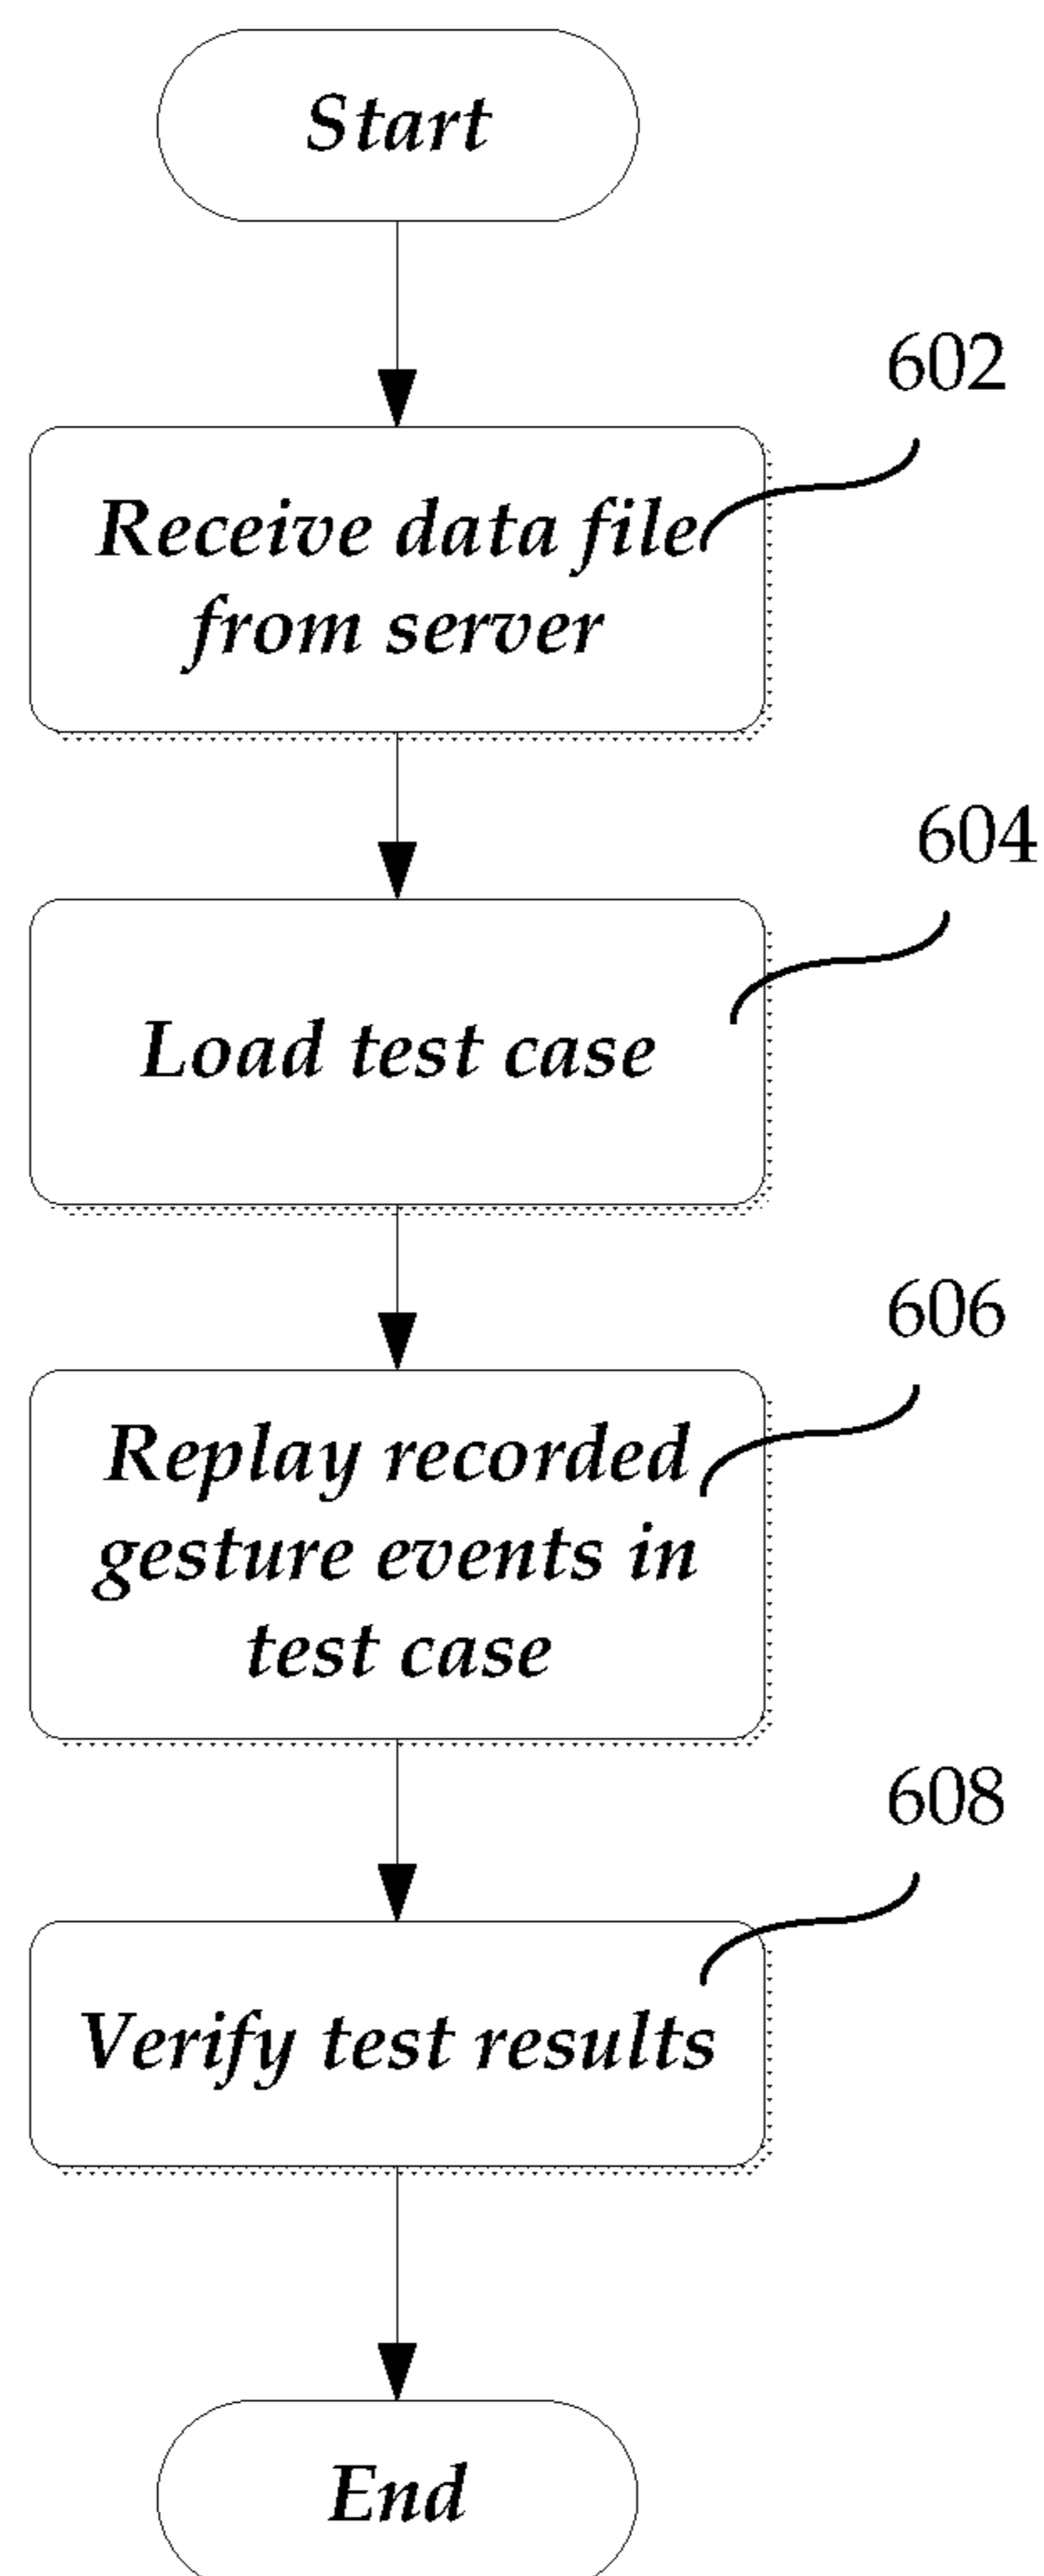 Start
602
Receive data file
from server
604
Load test case
606
Replay recorded
gesture events in
test case
608
Verify test results
End